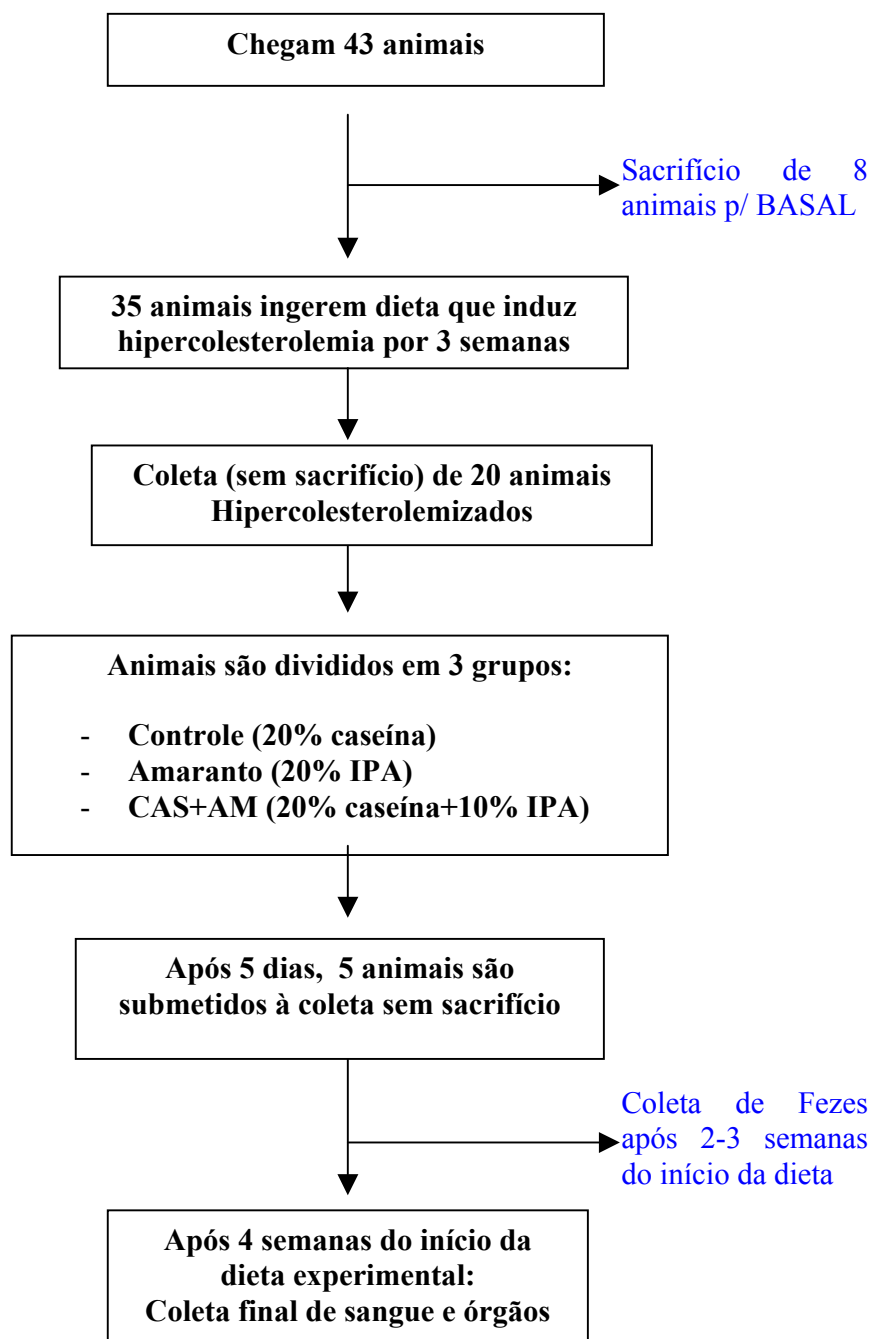 Chegam 43 animais
Sacrifício de 8
animais p/ BASAL
35 animais ingerem dieta que induz
hipercolesterolemia por 3 semanas
Coleta (sem sacrifício) de 20 animais
Hipercolesterolemizados
Animais são divididos em 3 grupos:
- Controle (20% caseína)
- Amaranto (20% IPA)
- CAS+AM (20% caseína+10% IPA)
Após 5 dias, 5 animais são
submetidos à coleta sem sacrifício
Coleta de Fezes
após 2-3 semanas
do início da dieta
Após 4 semanas do início da
dieta experimental:
Coleta final de sangue e órgãos